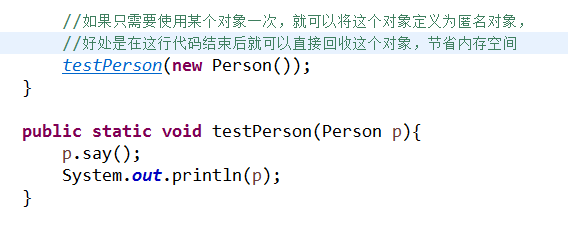 //如果只需要使用某个对象一次，就可以将这个对象定义为匿名对象，
//好处是在这行代码结束后就可以直接回收这个对象，节省内存空间
testPerson(new Person());
}
public static void testPerson(Person p){
p.say();
System.out.println(p);
}